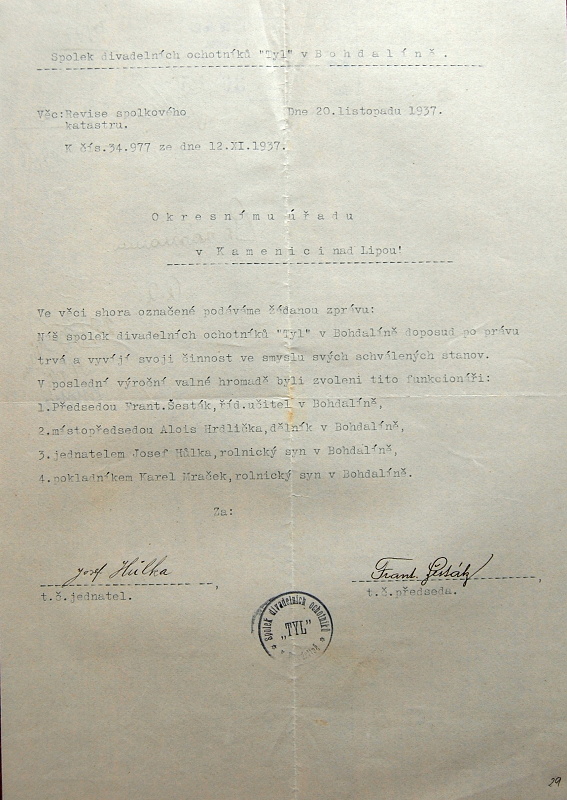 Spolek divadelních ochotníků "Tyl" v Bohdalíně.
Věc:Revise spolkového Dne 20.listopadu 1937.
katastru.
K čís.34.977 ze dne 12.XI.1937.
Okresnímu úřadu
v Kamenici nad Lipou!
Ve věci shora označené podáváme žádanou zprávu:
Náš spolek divadelních ochotníků "Tyl" v Bohdalíně doposud po právu
trvá a vyvíjí svoji činnost ve smyslu svých schválených stanov.
V poslední výroční valné hromadě byli zvoleni tito funkcionáři:
1.Předsedou Frant.Šesták,říd.učitel v Bohdalíně,
2.místopředsedou Alois Hrdlička,dělník v Bohdalíně,
3.jednatelem Josef Hůlka,rolnický syn v Bohdalíně,
4.pokladníkem Karel Mraček,rolnický syn v Bohdalíně.
Za:
Josef Hůlka Frant. Šesták
t.č.jednatel. t.č.předseda.
Spolek divadelních ochotníků
„TYL"
29